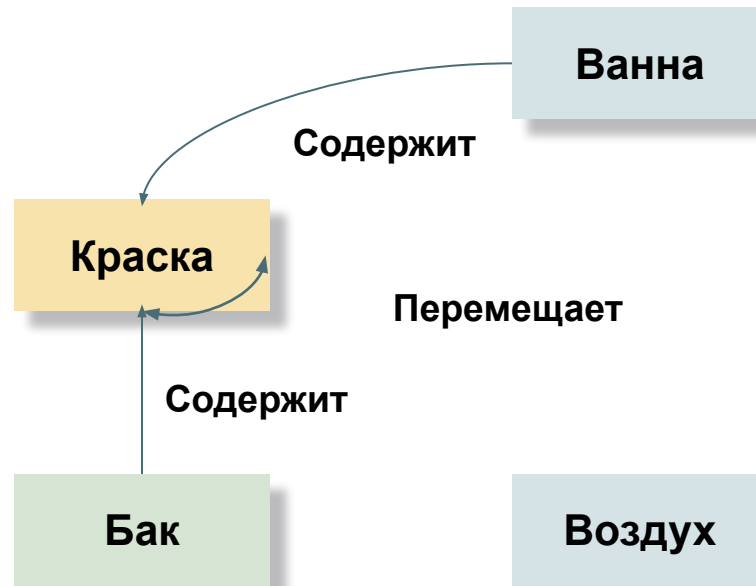 Ванна
Содержит
Краска
Перемещает
Содержит
Бак
Воздух